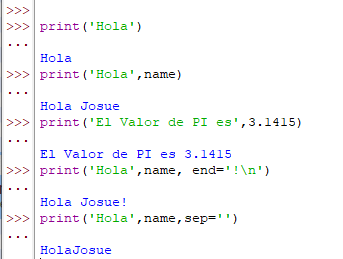 >>>
>>> print('Hola')
...
Hola
>>> print('Hola',name)
...
Hola Josue
>>> print('El Valor de PI es',3.1415)
...
El Valor de PI es 3.1415
>>> print('Hola',name, end='!\n')
...
Hola Josue!
>>> print('Hola',name,sep='')
...
HolaJosue